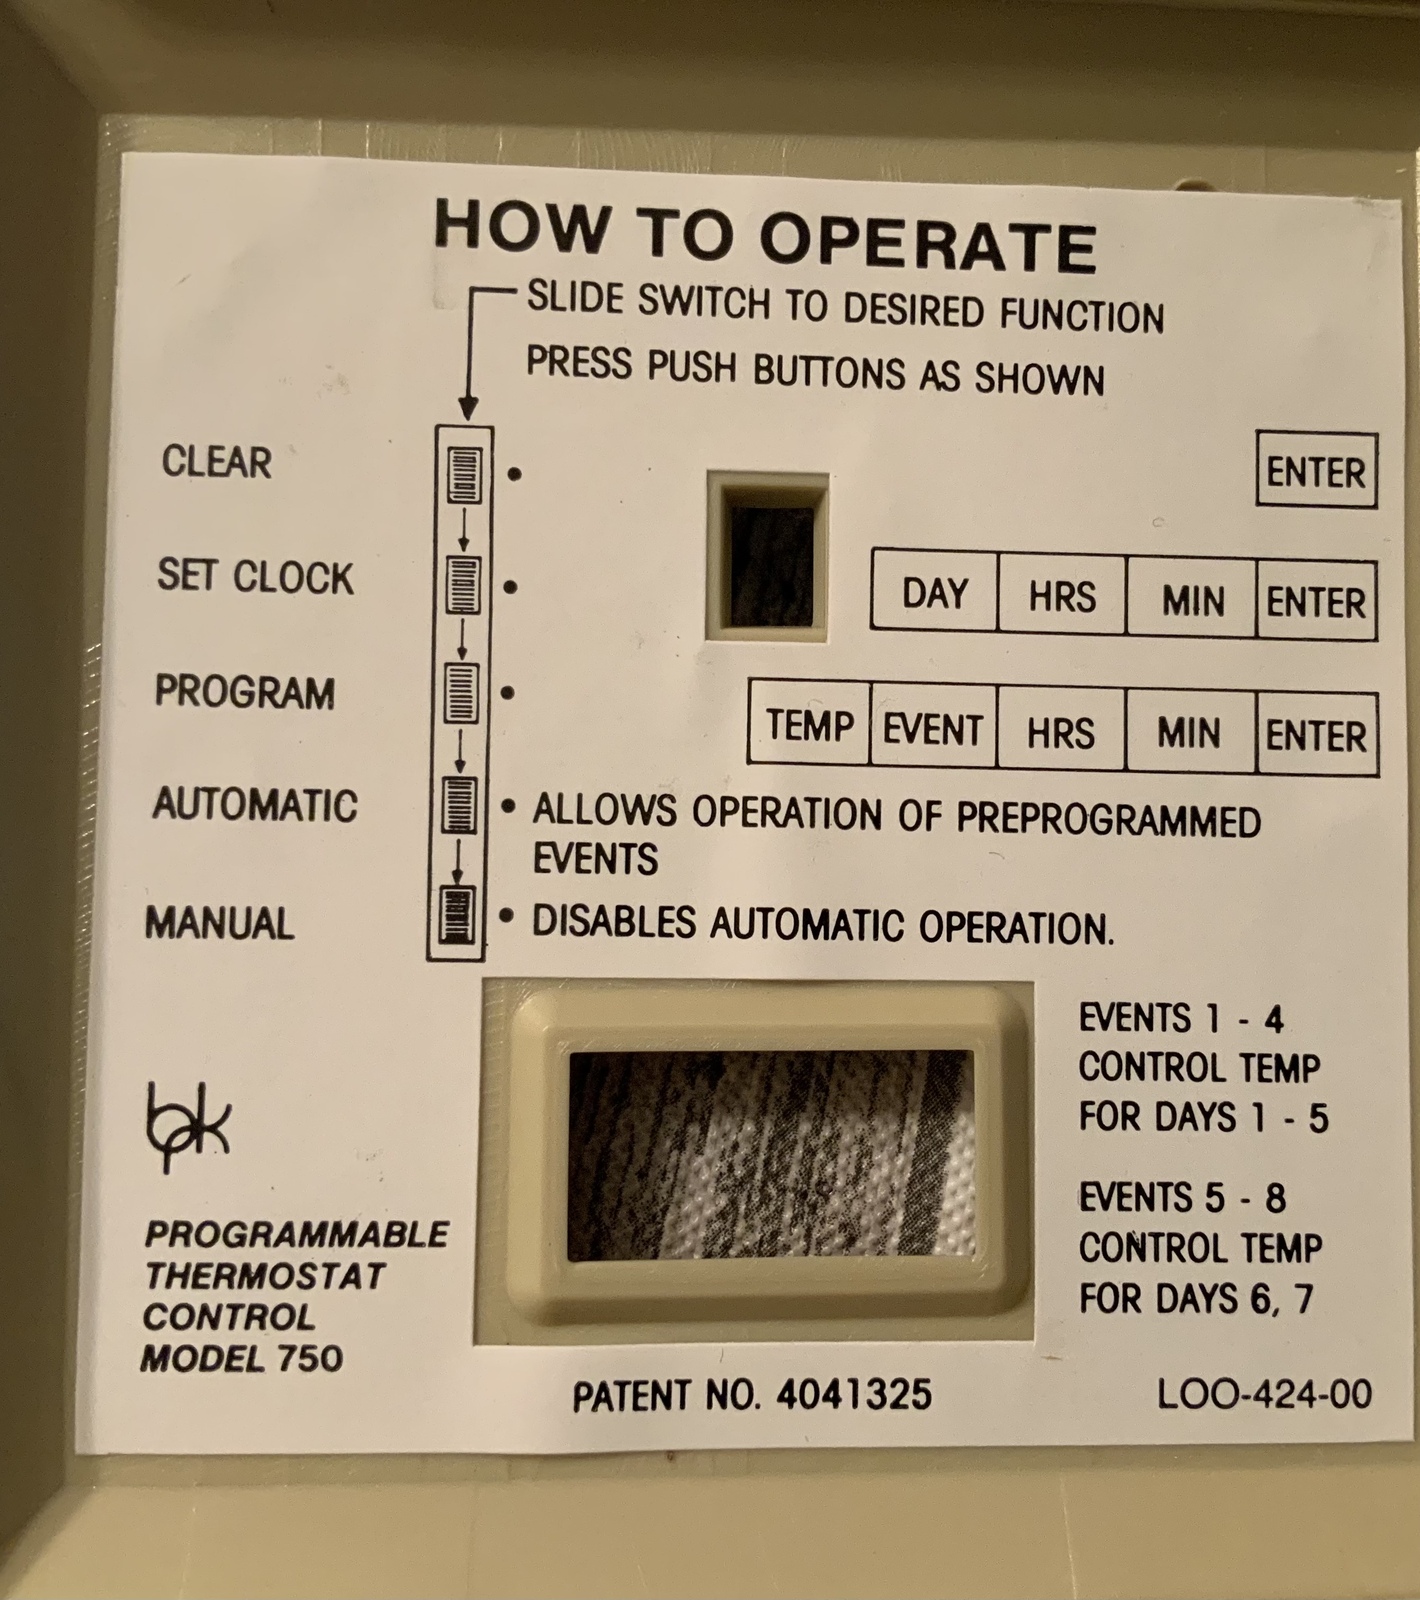 HOW TO OPERATE
SLIDE SWITCH TO DESIRED FUNCTION
PRESS PUSH BUTTONS AS SHOWN
CLEAR • ENTER
SET CLOCK • DAY HRS MIN ENTER
PROGRAM • TEMP EVENT HRS MIN ENTER
AUTOMATIC • ALLOWS OPERATION OF PREPROGRAMMED
EVENTS
MANUAL • DISABLES AUTOMATIC OPERATION.
EVENTS 1 - 4
CONTROL TEMP
FOR DAYS 1 - 5
EVENTS 5 - 8
CONTROL TEMP
FOR DAYS 6, 7
bpk
PROGRAMMABLE
THERMOSTAT
CONTROL
MODEL 750
PATENT NO. 4041325
LOO-424-00